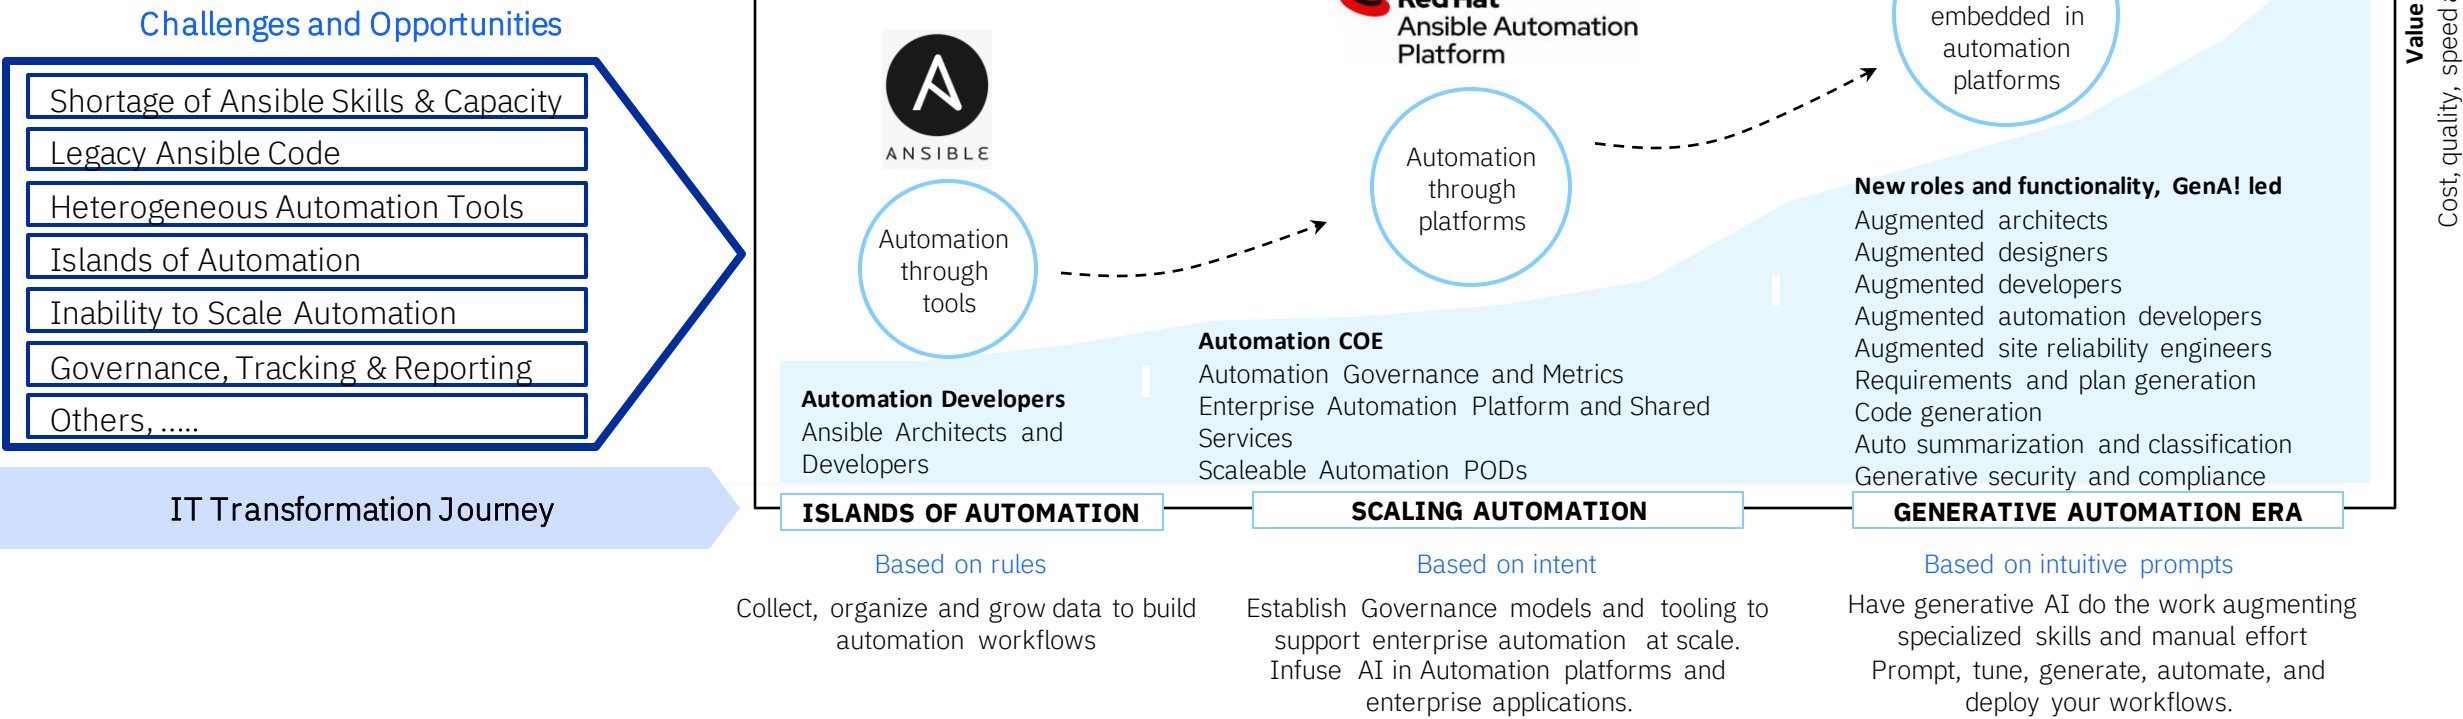 Challenges and Opportunities
Shortage of Ansible Skills & Capacity
Legacy Ansible Code
Heterogeneous Automation Tools
Islands of Automation
Inability to Scale Automation
Governance, Tracking & Reporting
Others, .....
IT Transformation Journey
ANSIBLE
Automation
through
tools
Red Hat
Ansible Automation
Platform
Automation
through
platforms
embedded in
automation
platforms
Value
Cost, quality, speed
Automation Developers
Ansible Architects and
Developers
Automation COE
Automation Governance and Metrics
Enterprise Automation Platform and Shared
Services
Scaleable Automation PODs
New roles and functionality, GenA! led
Augmented architects
Augmented designers
Augmented developers
Augmented automation developers
Augmented site reliability engineers
Requirements and plan generation
Code generation
Auto summarization and classification
Generative security and compliance
ISLANDS OF AUTOMATION
SCALING AUTOMATION
GENERATIVE AUTOMATION ERA
Based on rules
Collect, organize and grow data to build
automation workflows
Based on intent
Establish Governance models and tooling to
support enterprise automation at scale.
Infuse AI in Automation platforms and
enterprise applications.
Based on intuitive prompts
Have generative AI do the work augmenting
specialized skills and manual effort
Prompt, tune, generate, automate, and
deploy your workflows.